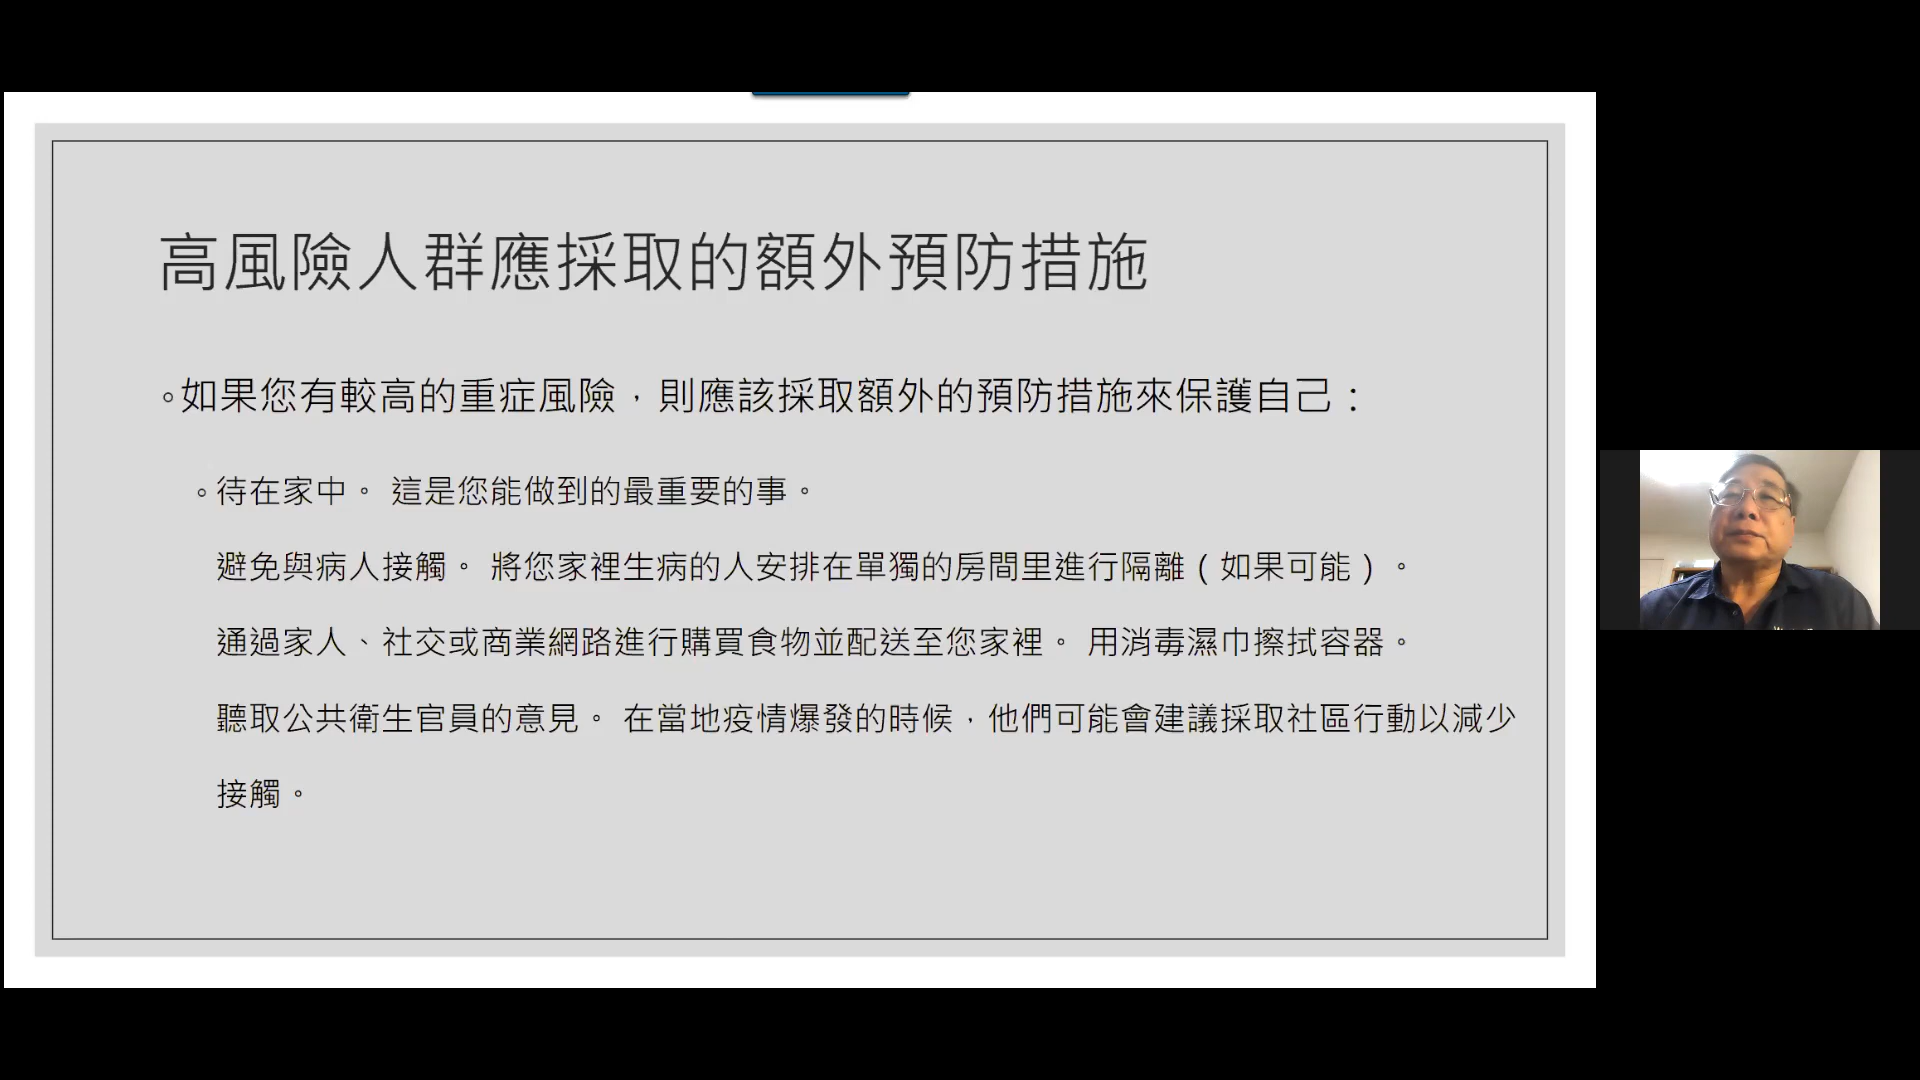 高風險人群應採取的額外預防措施
◦如果您有較高的重症風險，則應該採取額外的預防措施來保護自己：
◦待在家中。 這是您能做到的最重要的事。
避免與病人接觸。 將您家裡生病的人安排在單獨的房間里進行隔離（如果可能）。
通過家人、社交或商業網路進行購買食物並配送至您家裡。 用消毒濕巾擦拭容器。
聽取公共衛生官員的意見。 在當地疫情爆發的時候，他們可能會建議採取社區行動以減少
接觸。